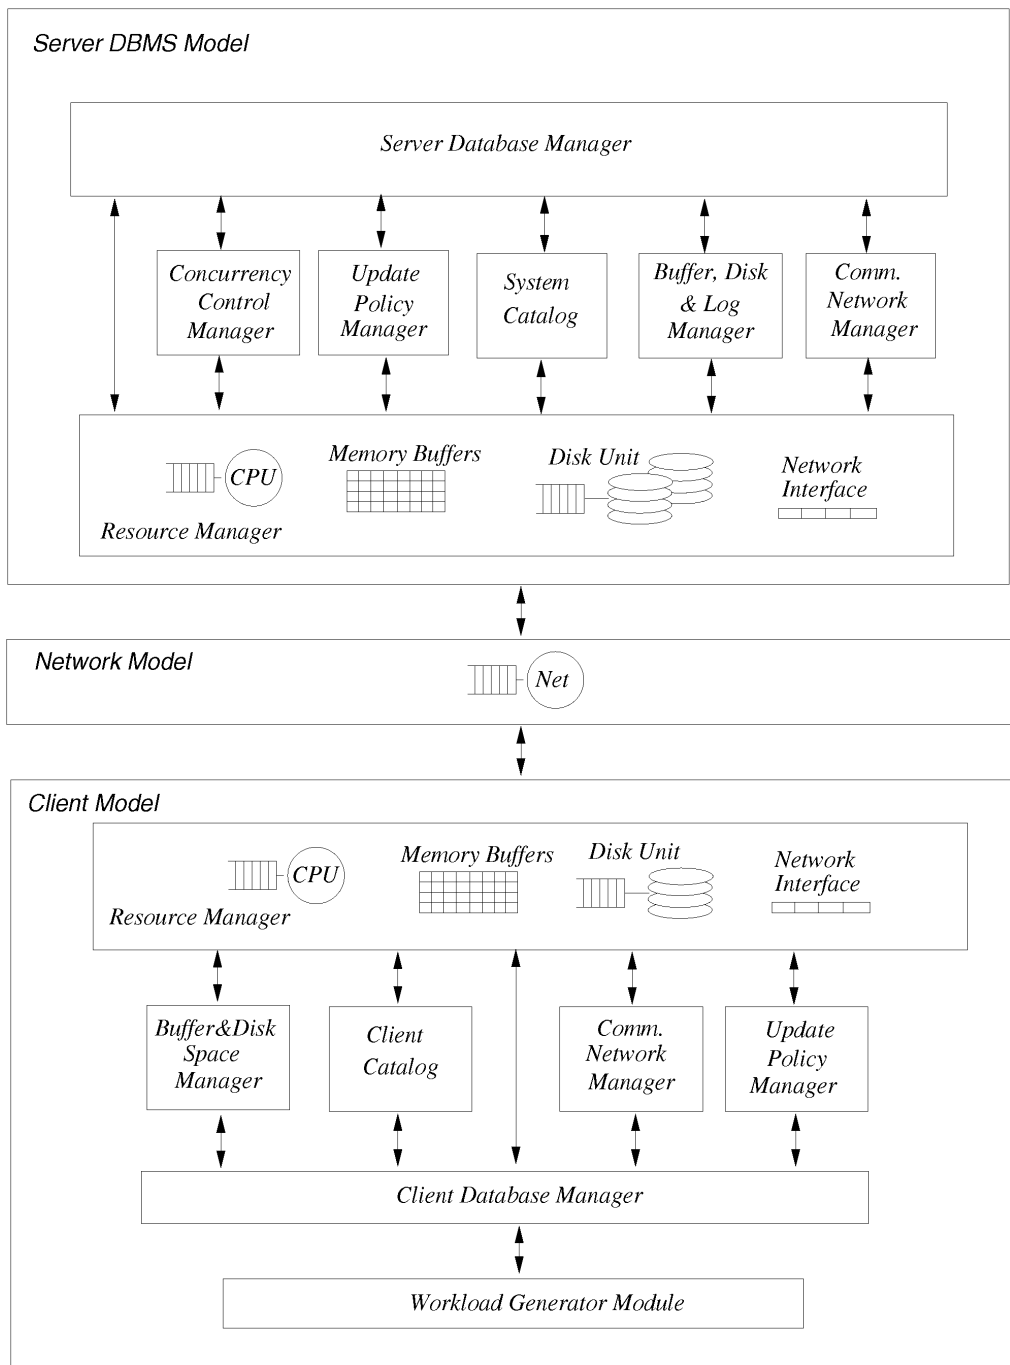 Server DBMS Model
Server Database Manager
Concurrency
Control
Manager
Update
Policy
Manager
System
Catalog
Buffer, Disk
& Log
Manager
Comm.
Network
Manager
CPU
Resource Manager
Memory Buffers
Disk Unit
Network
Interface
Network Model
Net
Client Model
CPU
Resource Manager
Memory Buffers
Disk Unit
Network
Interface
Buffer&Disk
Space
Manager
Client
Catalog
Comm.
Network
Manager
Update
Policy
Manager
Client Database Manager
Workload Generator Module